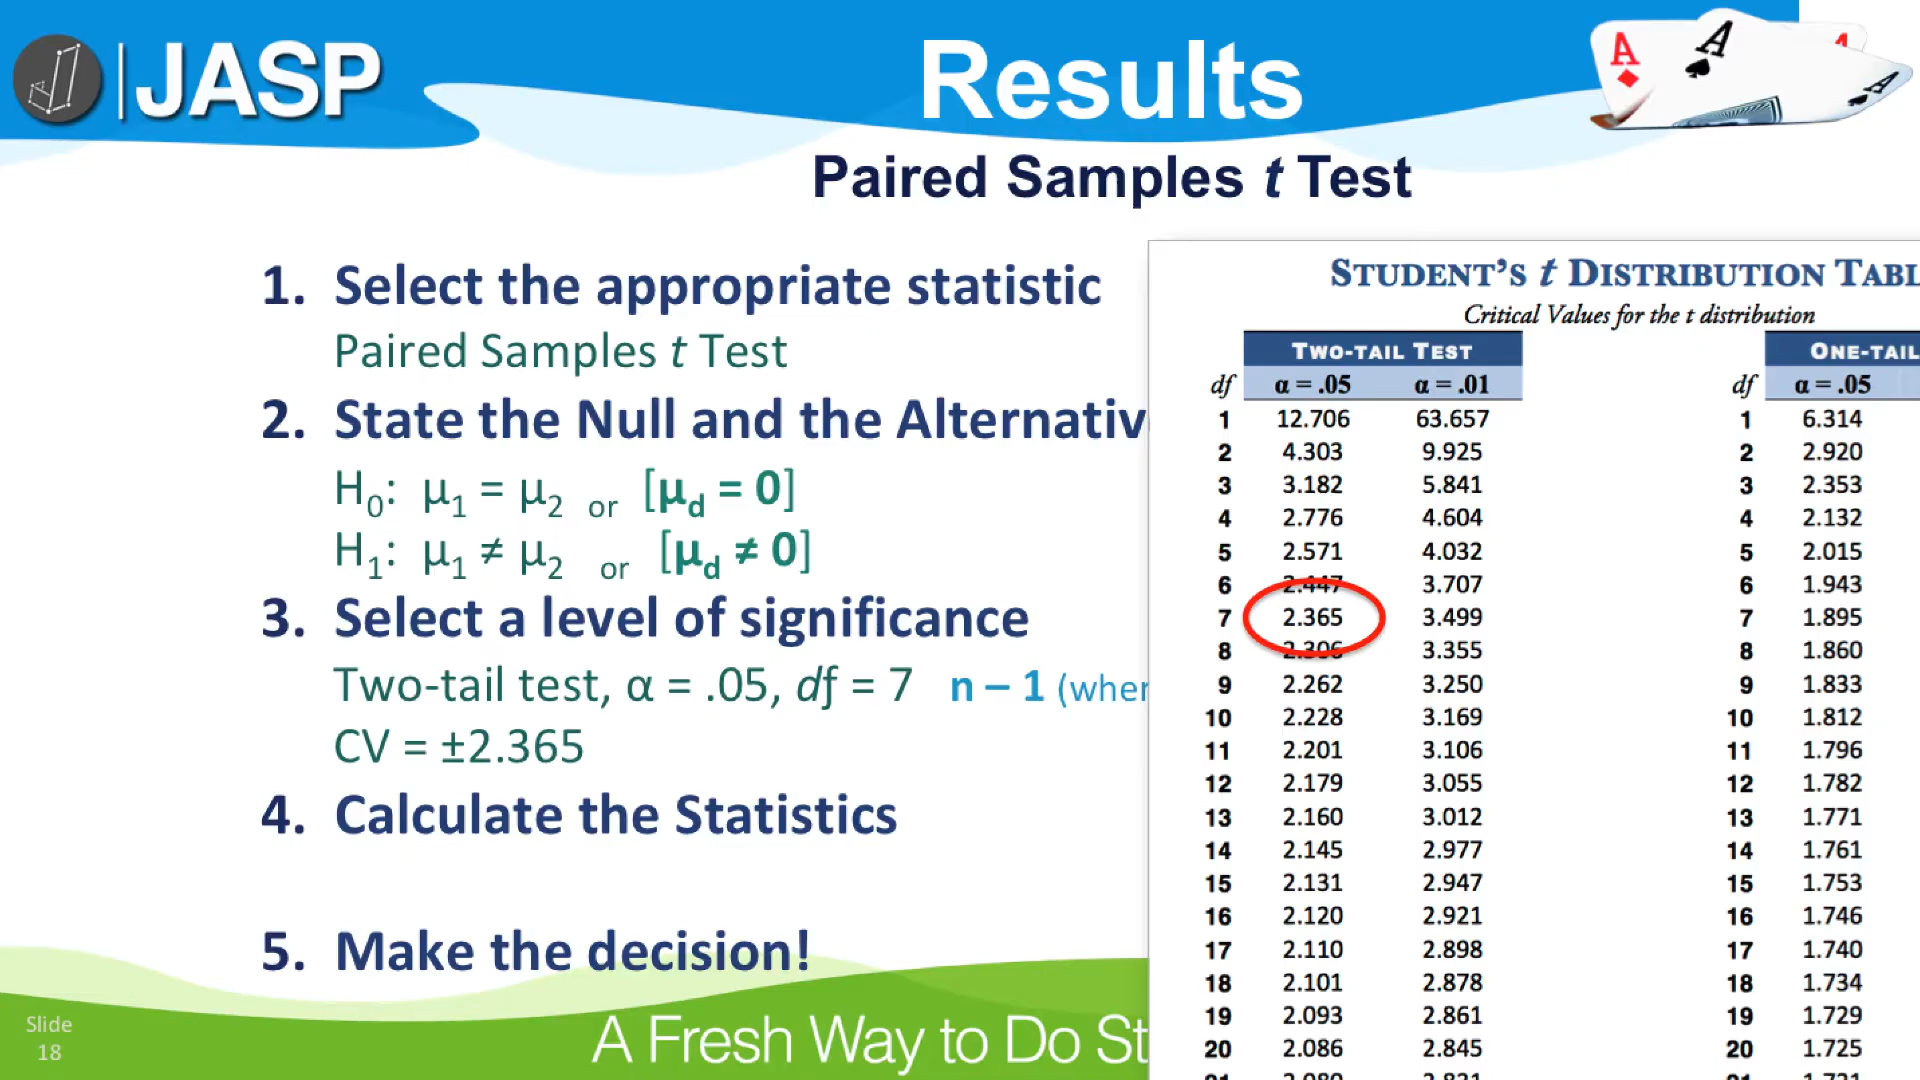 JASP
Results
Paired Samples t Test
1. Select the appropriate statistic
Paired Samples t Test
2. State the Null and the Alternativ
H0: μ1 = μ2 or [μd = 0]
H1: μ1 ≠ μ2 or [μd ≠ 0]
3. Select a level of significance
Two-tail test, α = .05, df = 7 n – 1 (wher
CV = ±2.365
4. Calculate the Statistics
5. Make the decision!
Slide
18
A Fresh Way to Do St
STUDENT'S t DISTRIBUTION TABL
Critical Values for the t distribution
TWO-TAIL TEST ONE-TAIL
df α = .05 α = .01 df α = .05
1 12.706 63.657 1 6.314
2 4.303 9.925 2 2.920
3 3.182 5.841 3 2.353
4 2.776 4.604 4 2.132
5 2.571 4.032 5 2.015
6 2.447 3.707 6 1.943
7 2.365 3.499 7 1.895
8 2.306 3.355 8 1.860
9 2.262 3.250 9 1.833
10 2.228 3.169 10 1.812
11 2.201 3.106 11 1.796
12 2.179 3.055 12 1.782
13 2.160 3.012 13 1.771
14 2.145 2.977 14 1.761
15 2.131 2.947 15 1.753
16 2.120 2.921 16 1.746
17 2.110 2.898 17 1.740
18 2.101 2.878 18 1.734
19 2.093 2.861 19 1.729
20 2.086 2.845 20 1.725
A
A
A
A